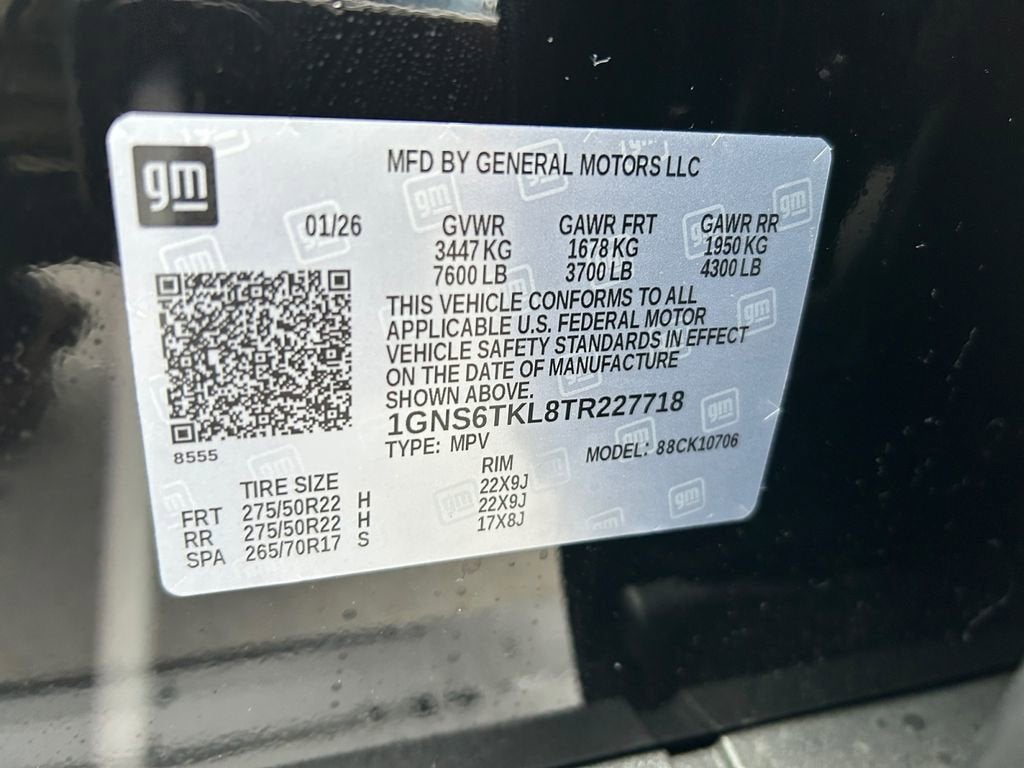 gm
MFD BY GENERAL MOTORS LLC
01/26 GVWR GAWR FRT GAWR RR
3447 KG 1678 KG 1950 KG
7600 LB 3700 LB 4300 LB
THIS VEHICLE CONFORMS TO ALL
APPLICABLE U.S. FEDERAL MOTOR
VEHICLE SAFETY STANDARDS IN EFFECT
ON THE DATE OF MANUFACTURE
SHOWN ABOVE.
1GNS6TKL8TR227718
TYPE: MPV MODEL: 88CK10706
8555
TIRE SIZE RIM
FRT 275/50R22 H 22X9J
RR 275/50R22 H 22X9J
SPA 265/70R17 S 17X8J